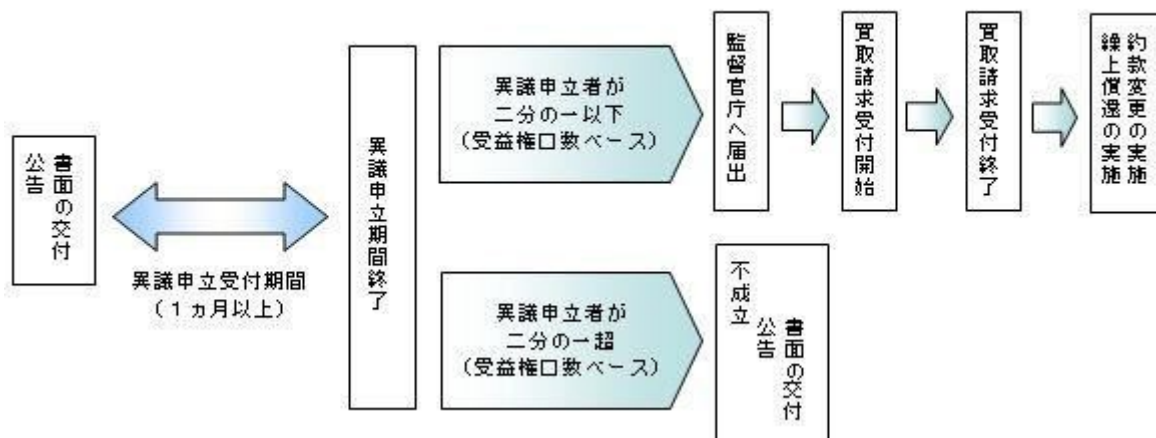 書面の交付
公告
異議申立受付期間
（１ヵ月以上）
異議申立期間終了
異議申立者が
二分の一以下
（受益権口数ベース）
監督官庁へ届出
買取請求受付開始
買取請求受付終了
約款変更の実施
繰上償還の実施
異議申立者が
二分の一超
（受益権口数ベース）
不成立
書面の交付
公告